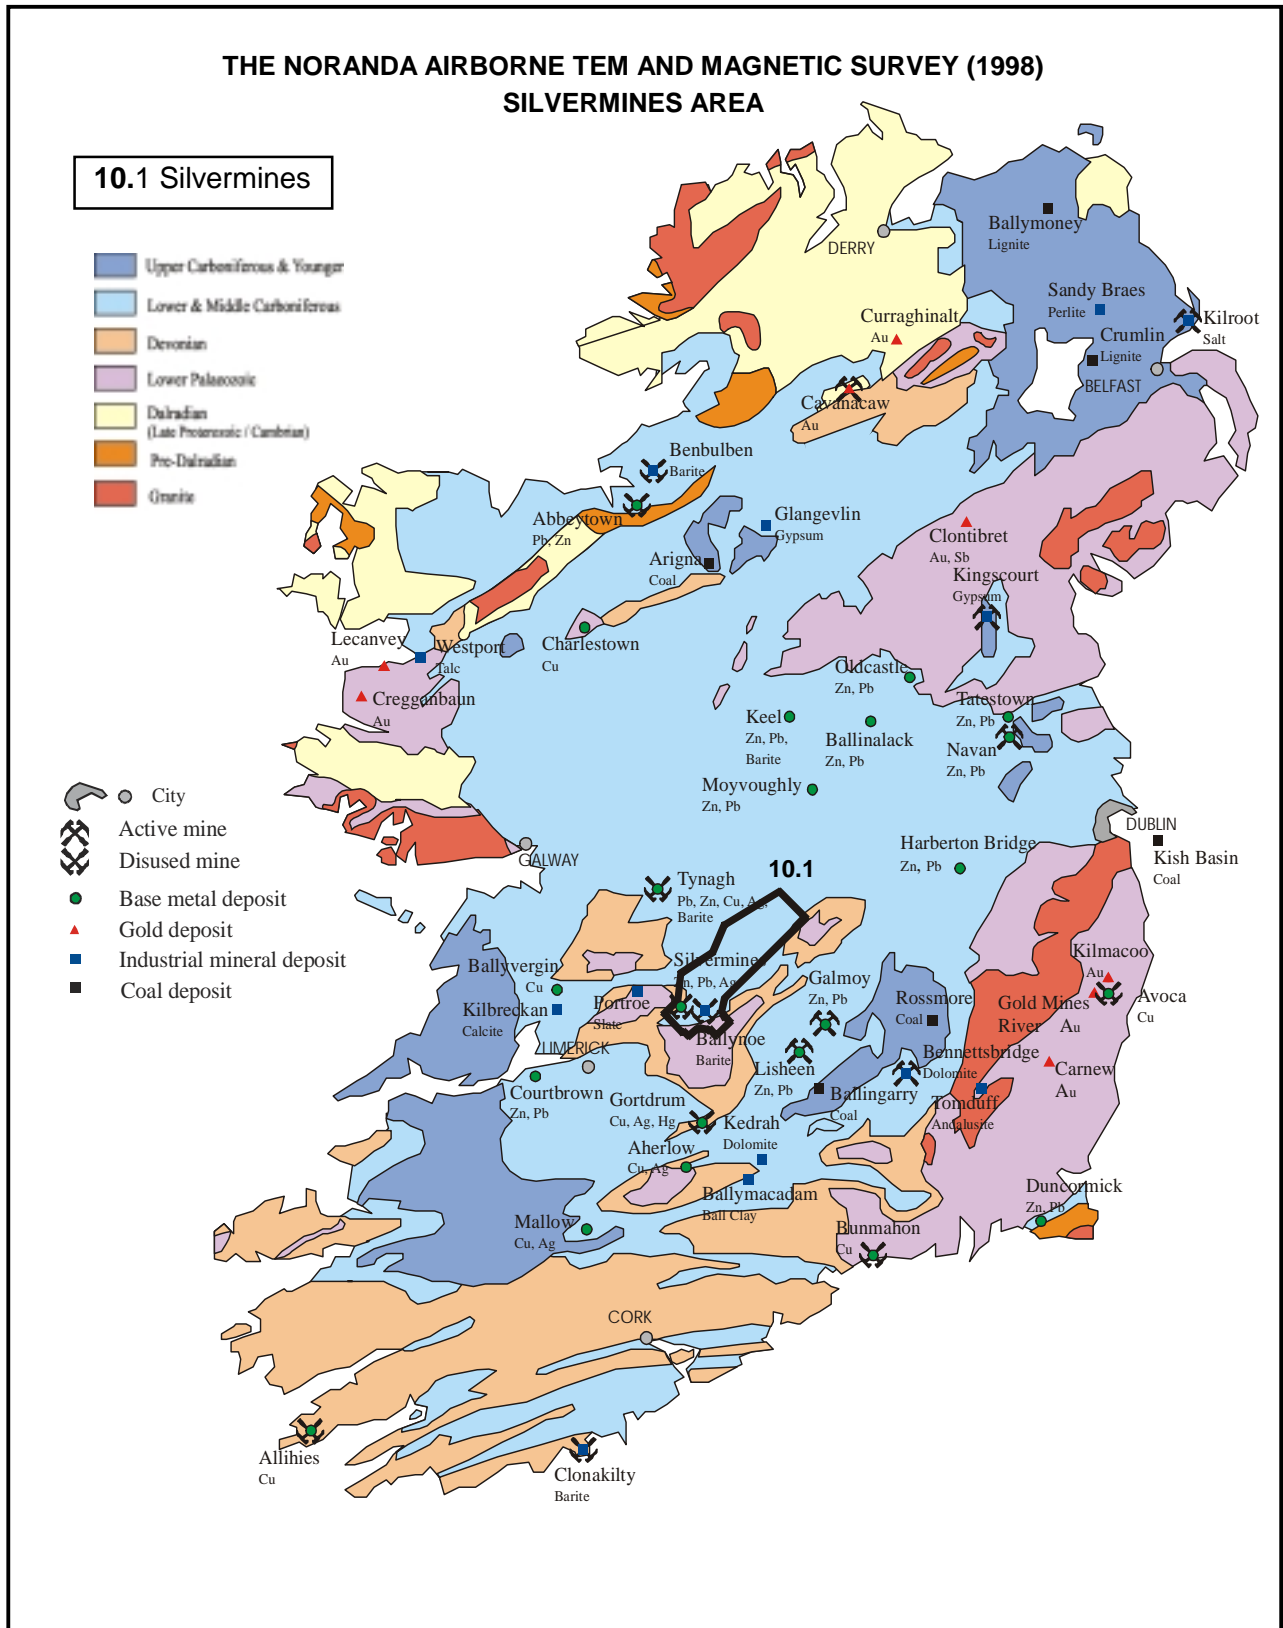 THE NORANDA AIRBORNE TEM AND MAGNETIC SURVEY (1998)
SILVERMINES AREA
10.1 Silvermines
Upper Carboniferous & Younger
Lower & Middle Carboniferous
Devonian
Lower Palaeozoic
Dalradian
(Late Proterozoic / Cambrian)
Pre-Dalradian
Granite
DERRY
Ballymoney
Lignite
Sandy Braes
Perlite
Kilroot
Salt
Crumlin
Lignite
BELFAST
Curraghinalt
Au
Cavanacaw
Au
Benbulben
Barite
Abbeytown
Pb, Zn
Glangevlin
Gypsum
Arigna
Coal
Clontibret
Au, Sb
Kingscourt
Gypsum
Lecanvey
Au
Westport
Talc
Charlestown
Cu
Cregganbaun
Au
Oldcastle
Zn, Pb
Tatestown
Zn, Pb
Keel
Zn, Pb,
Barite
Ballinalack
Zn, Pb
Navan
Zn, Pb
Moyvoughly
Zn, Pb
City
Active mine
Disused mine
Base metal deposit
Gold deposit
Industrial mineral deposit
Coal deposit
GALWAY
DUBLIN
Kish Basin
Coal
Harberton Bridge
Zn, Pb
10.1
Tynagh
Pb, Zn, Cu, Ag,
Barite
Silvermines
Zn, Pb, Ag
Ballyvergin
Cu
Kilbreckan
Calcite
Portroe
Slate
Ballynoe
Barite
Galmoy
Zn, Pb
Rossmore
Coal
Kilmacoo
Au
Gold Mines
River
Au
Avoca
Cu
LIMERICK
Lisheen
Zn, Pb
Bennettsbridge
Dolomite
Carnew
Au
Courtbrown
Zn, Pb
Gortdrum
Cu, Ag, Hg
Ballingarry
Coal
Tomduff
Andalusite
Kedrah
Dolomite
Aherlow
Cu, Ag
Ballymacadam
Ball Clay
Duncormick
Zn, Pb
Mallow
Cu, Ag
Bunmahon
Cu
CORK
Allihies
Cu
Clonakilty
Barite